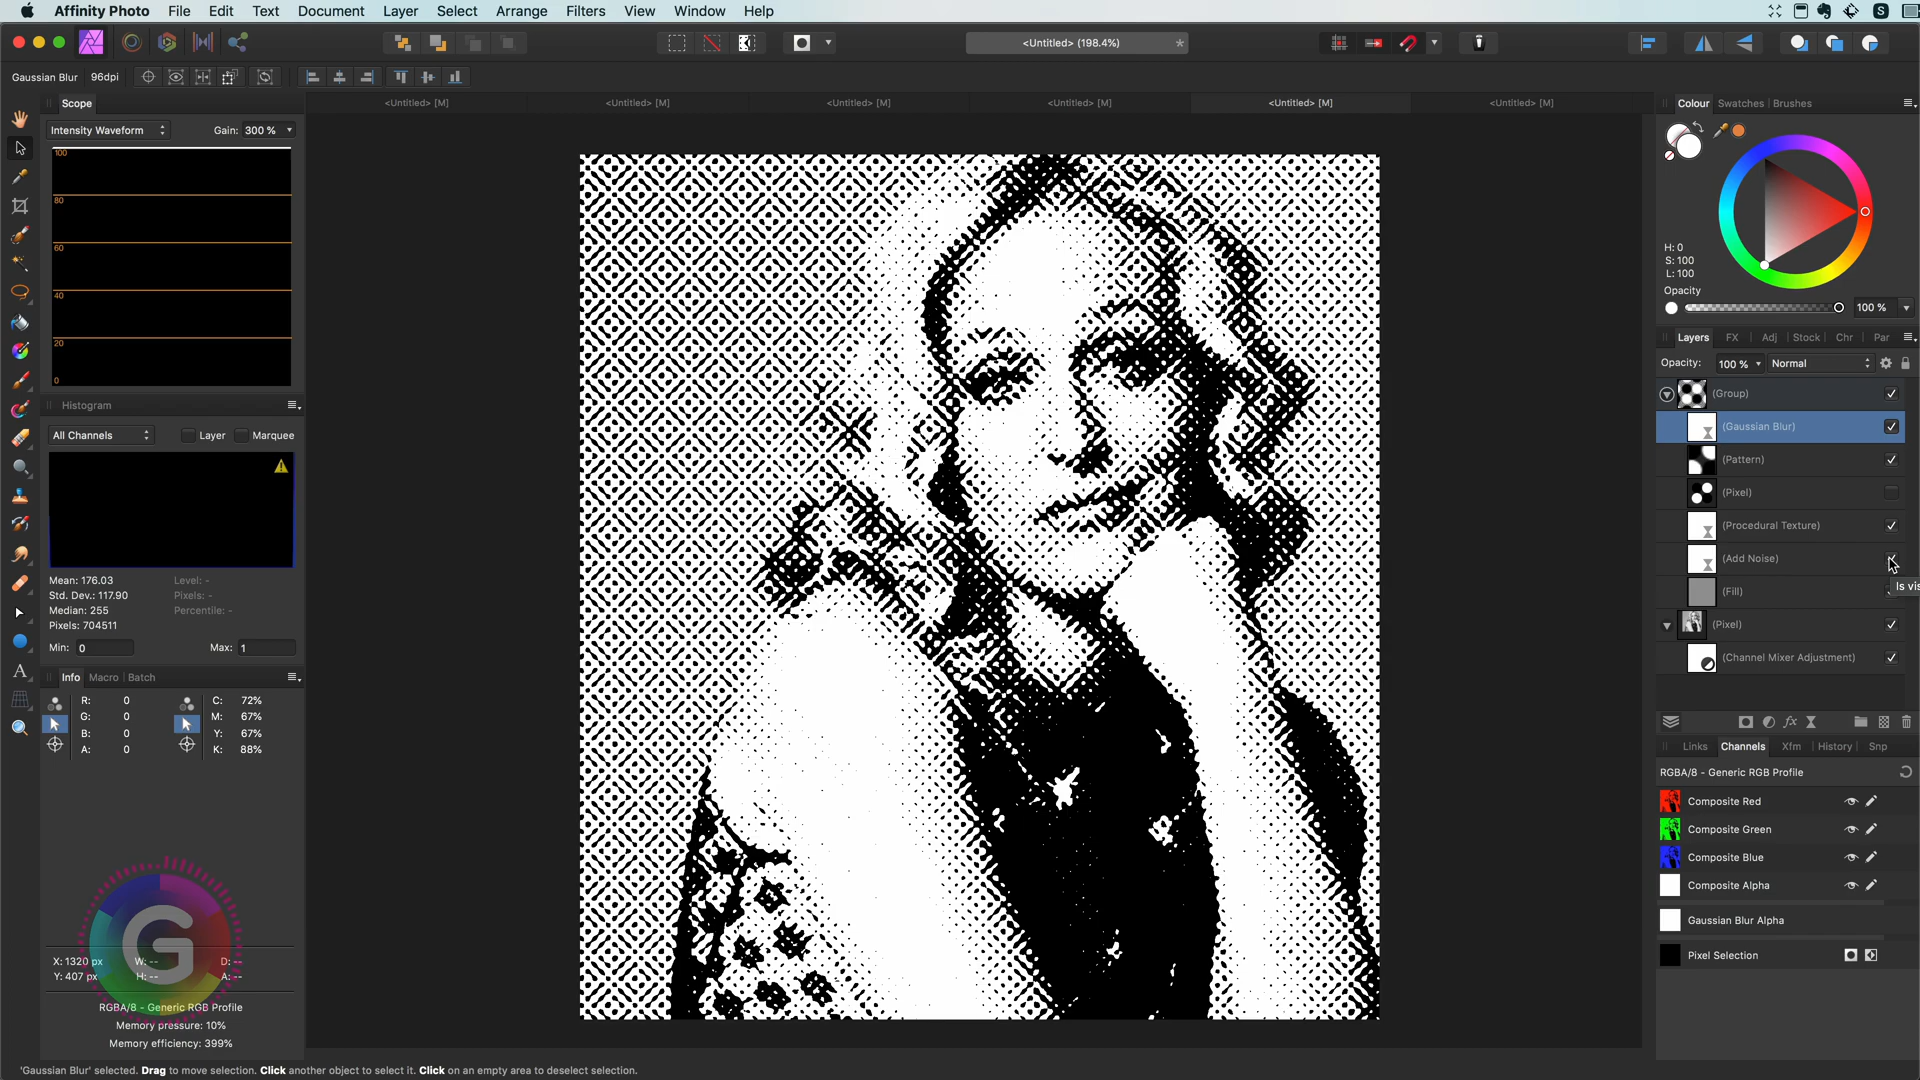 Affinity Photo File Edit Text Document Layer Select Arrange Filters View Window Help
<Untitled> (198.4%)
Gaussian Blur 96dpi
<Untitled> [M] <Untitled> [M] <Untitled> [M] <Untitled> [M] <Untitled> [M] <Untitled> [M]
Scope
Intensity Waveform Gain: 300 %
100
80
60
40
20
0
Histogram
All Channels Layer Marquee
Mean: 176.03 Level: -
Std. Dev.: 117.90 Pixels: -
Median: 255 Percentile: -
Pixels: 704511
Min: 0 Max: 1
Info Macro Batch
R: 0 C: 72%
G: 0 M: 67%
B: 0 Y: 67%
A: 0 K: 88%
G
X: 1320 px W: -- D: --
Y: 407 px H: -- A: --
RGBA/8 - Generic RGB Profile
Memory pressure: 10%
Memory efficiency: 399%
Colour Swatches Brushes
H: 0
S: 100
L: 100
Opacity
100 %
Layers FX Adj Stock Chr Par
Opacity: 100 % Normal
(Group)
(Gaussian Blur)
(Pattern)
(Pixel)
(Procedural Texture)
(Add Noise)
Is vis
(Fill)
(Pixel)
(Channel Mixer Adjustment)
Links Channels Xfm History Snp
RGBA/8 - Generic RGB Profile
Composite Red
Composite Green
Composite Blue
Composite Alpha
Gaussian Blur Alpha
Pixel Selection
'Gaussian Blur' selected. Drag to move selection. Click another object to select it. Click on an empty area to deselect selection.